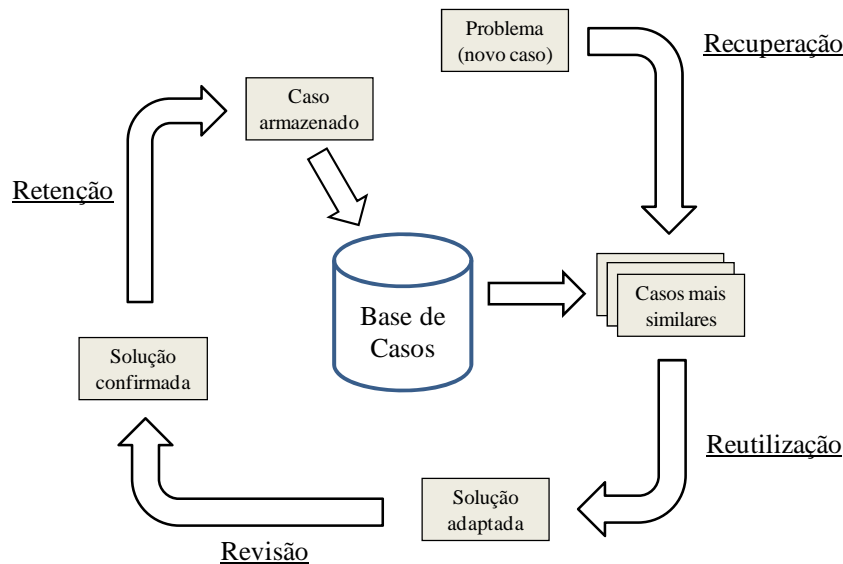 Problema
(novo caso)
Recuperação
Caso
armazenado
Retenção
Casos mais
similares
Base de
Casos
Solução
confirmada
Reutilização
Solução
adaptada
Revisão